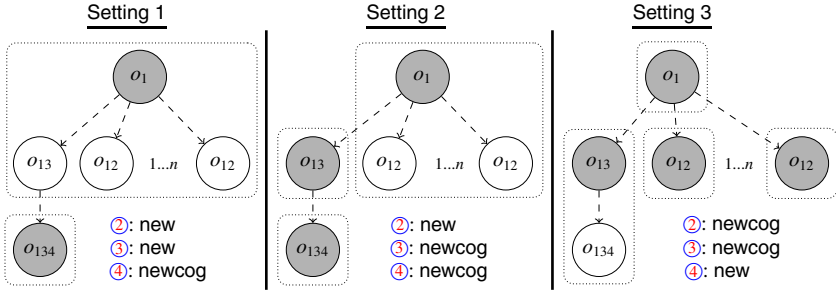 Setting 1 Setting 2 Setting 3
o1 o1 o1
o13 o12 1...n o12 o13 o12 1...n o12 o13 o12 1...n o12
o134 o134 o134
②: new ②: new ②: newcog
③: new ③: newcog ③: newcog
④: newcog ④: newcog ④: new